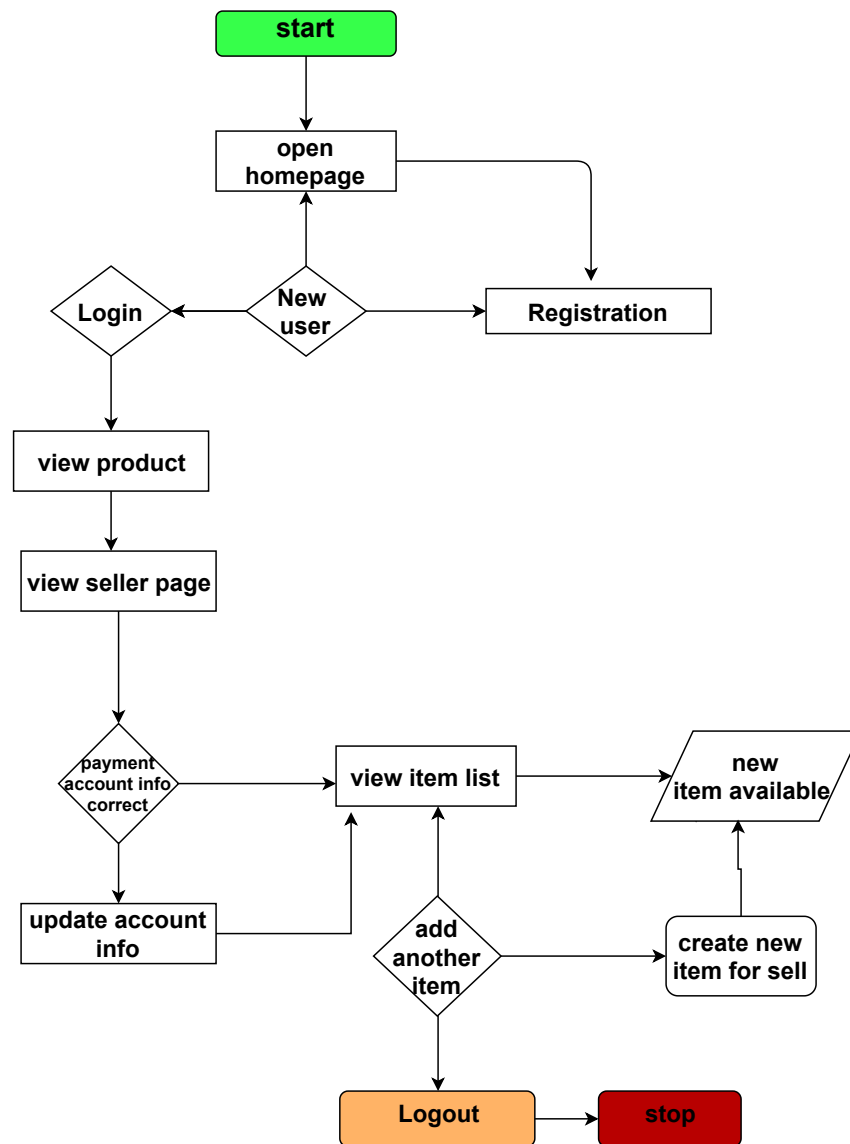 start
open
homepage
Login
New
user
Registration
view product
view seller page
payment
account info
correct
view item list
new
item available
update account
info
add
another
item
create new
item for sell
Logout
stop